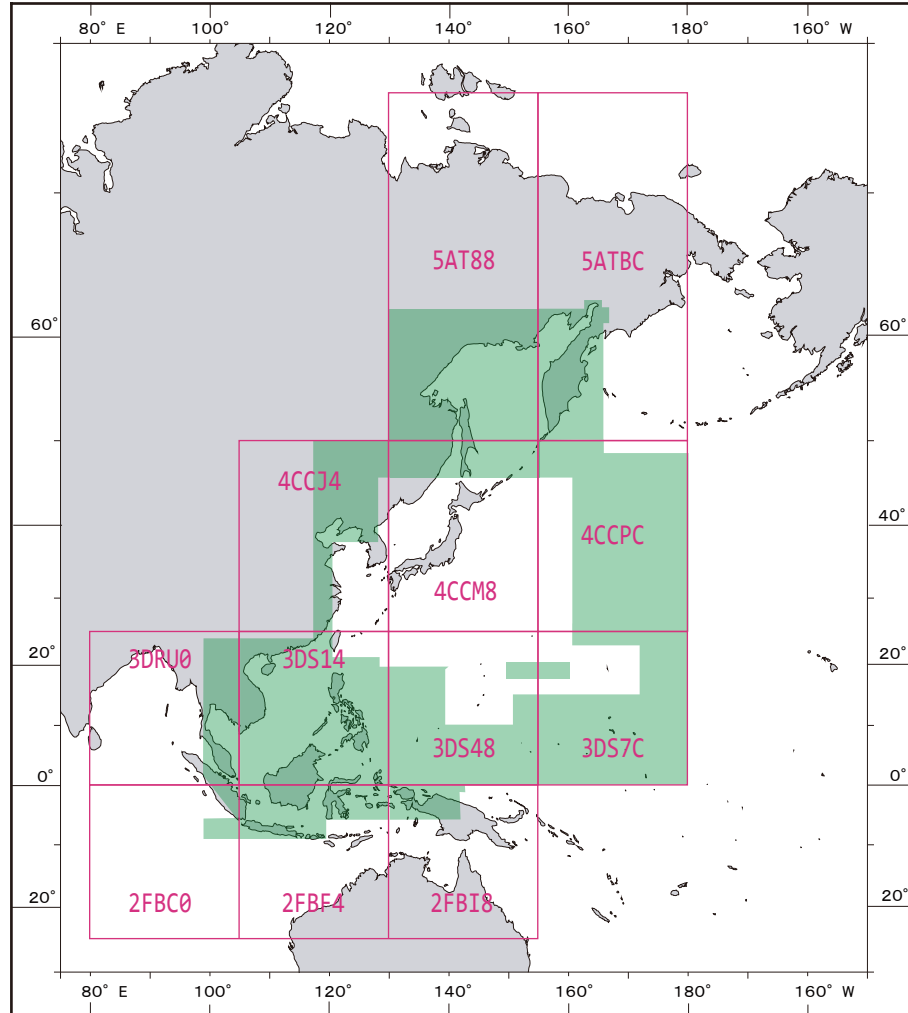 80° E 100° 120° 140° 160° 180° 160° W
5AT88 5ATBC
60° 60°
4CCJ4
40° 4CCPC 40°
4CCM8
20° 3DRU0 3DS14 20°
3DS48 3DS7C
0° 0°
20° 2FBC0 2FBF4 2FBI8 20°
80° E 100° 120° 140° 160° 180° 160° W